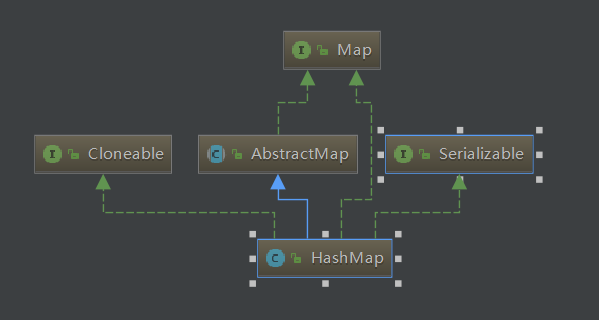 I Map
I Cloneable
C AbstractMap
I Serializable
C HashMap